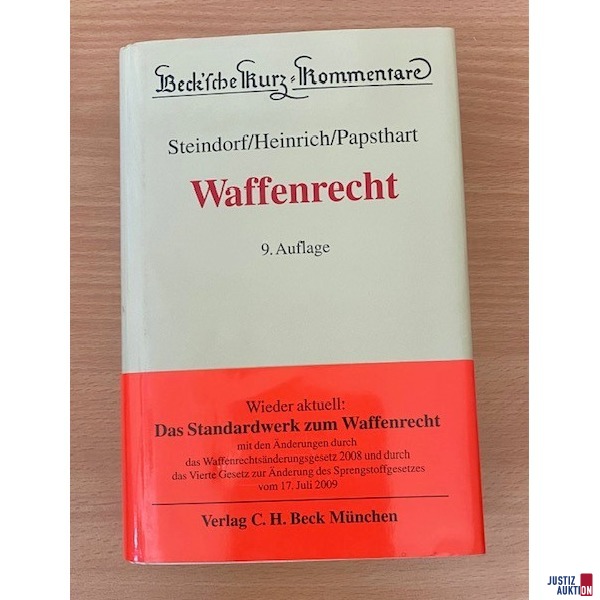 Beck'sche Kurz-Kommentare
Steindorf/Heinrich/Papsthart
Waffenrecht
9. Auflage
Wieder aktuell:
Das Standardwerk zum Waffenrecht
mit den Änderungen durch
das Waffenrechtsänderungsgesetz 2008 und durch
das Vierte Gesetz zur Änderung des Sprengstoffgesetzes
vom 17. Juli 2009
Verlag C. H. Beck München
JUSTIZ
AUKTION